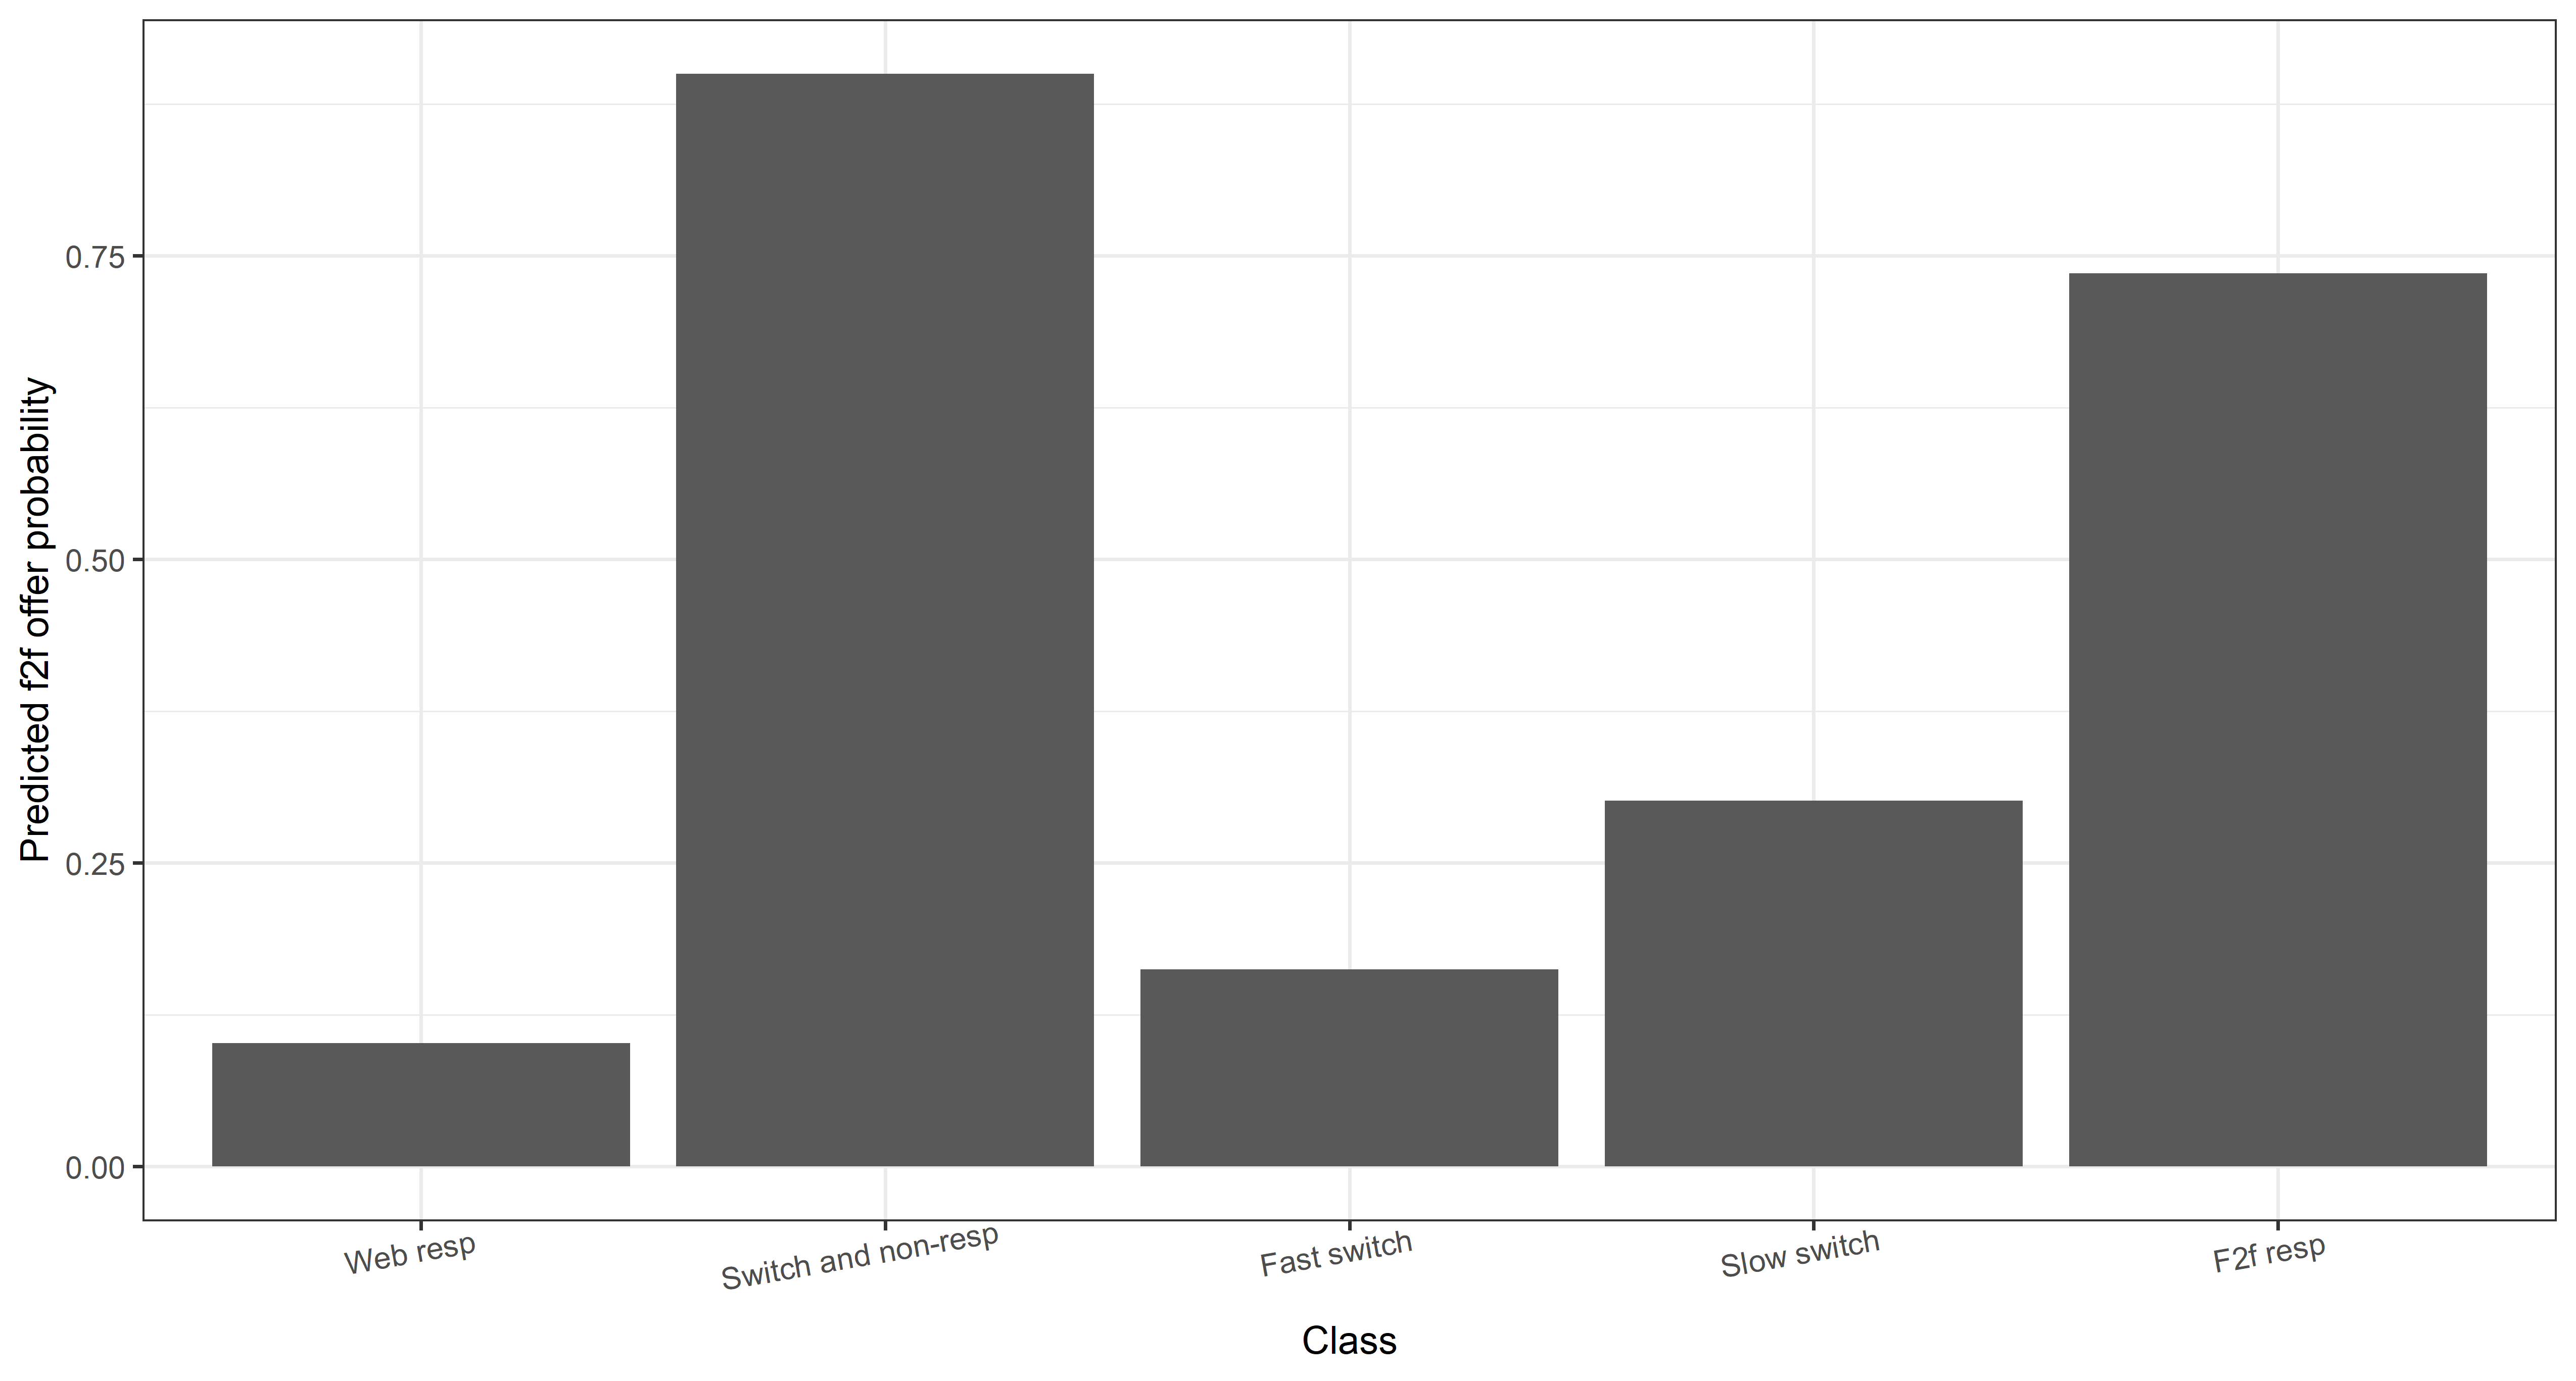 Predicted f2f offer probability
0.75
0.50
0.25
0.00
Web resp
Switch and non-resp
Fast switch
Slow switch
F2f resp
Class